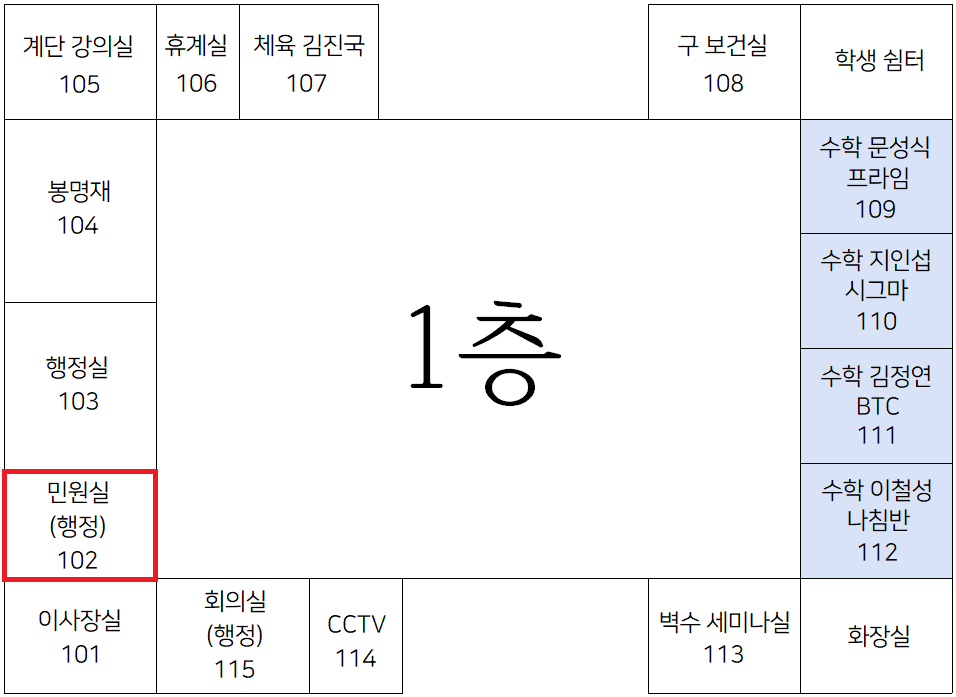 계단 강의실
105
휴계실
106
체육 김진국
107
구 보건실
108
학생 쉼터
봉명재
104
수학 문성식
프라임
109
수학 지인섭
시그마
110
행정실
103
1층
수학 김정연
BTC
111
민원실
(행정)
102
수학 이철성
나침반
112
이사장실
101
회의실
(행정)
115
CCTV
114
벽수 세미나실
113
화장실